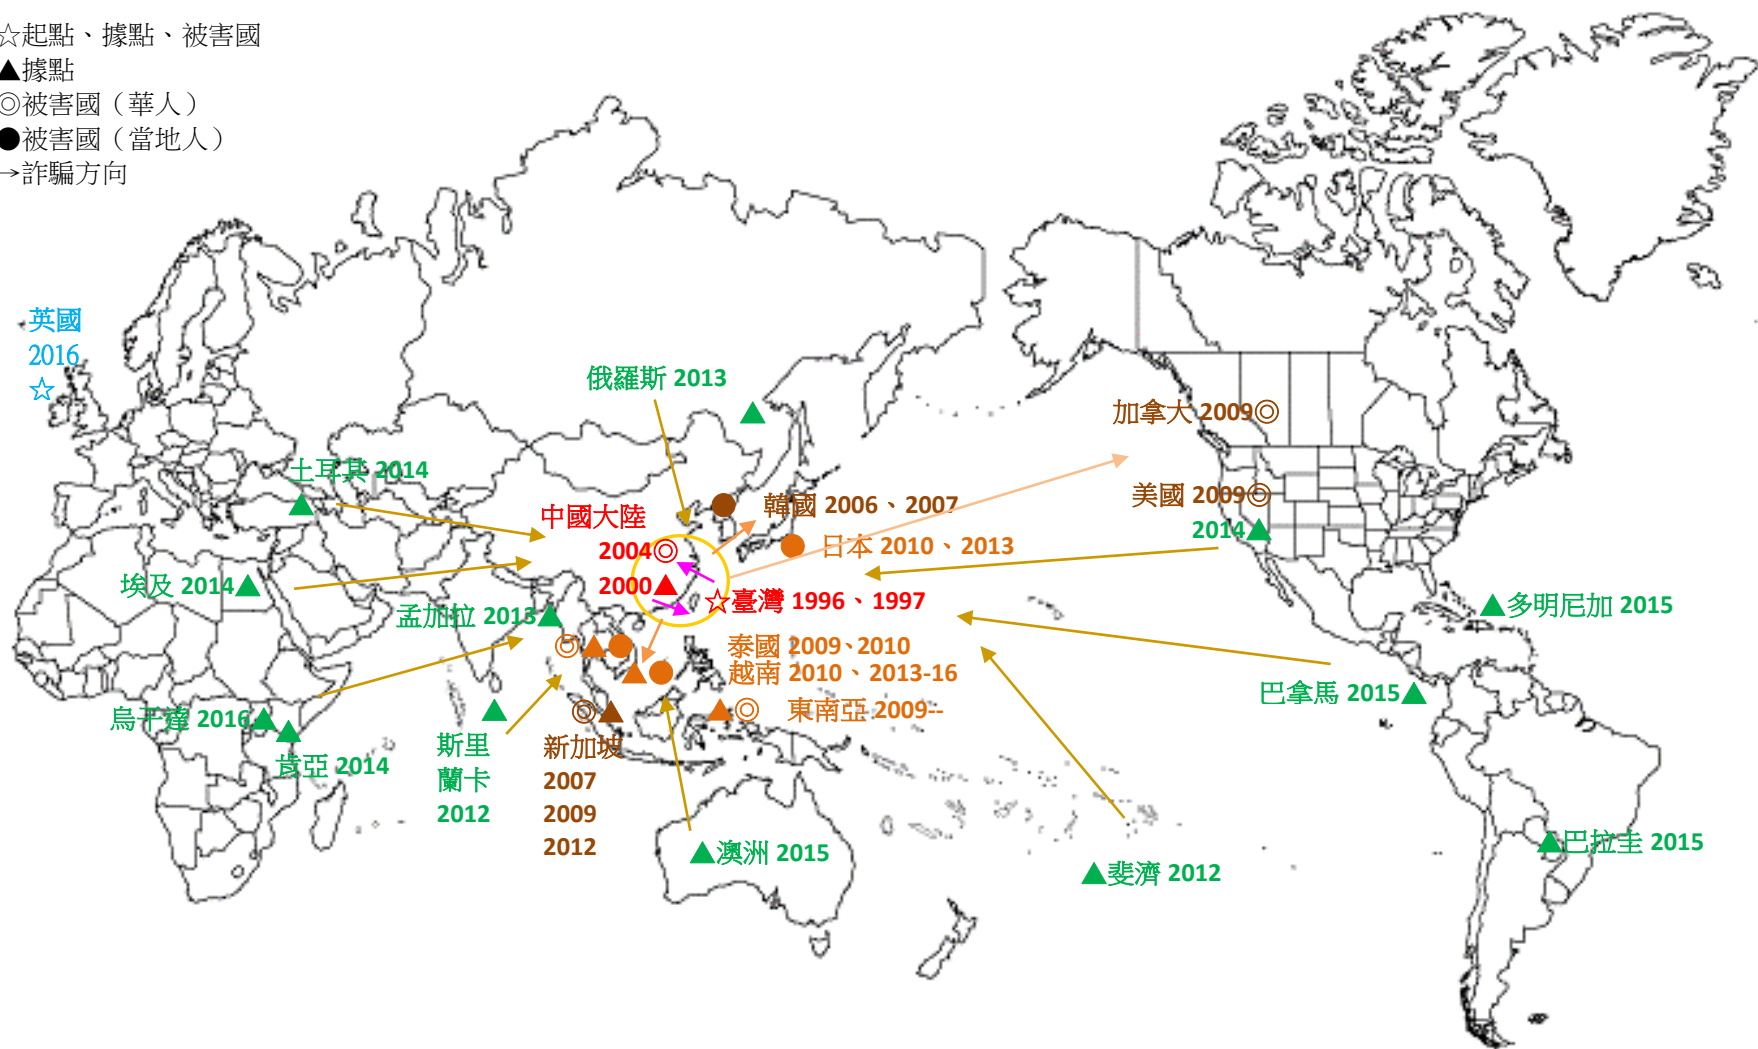 ☆起點、據點、被害國
▲據點
◎被害國（華人）
●被害國（當地人）
→詐騙方向
英國
2016
☆
俄羅斯 2013
加拿大 2009◎
土耳其 2014
美國 2009◎
2014▲
韓國 2006、2007
中國大陸
2004◎
2000▲
日本 2010、2013
埃及 2014▲
☆臺灣 1996、1997
孟加拉 2013▲
▲多明尼加 2015
泰國 2009、2010
越南 2010、2013-16
東南亞 2009--
巴拿馬 2015▲
烏干達 2016▲
肯亞 2014
斯里
蘭卡
2012
新加坡
2007
2009
2012
▲澳洲 2015
▲斐濟 2012
▲巴拉圭 2015